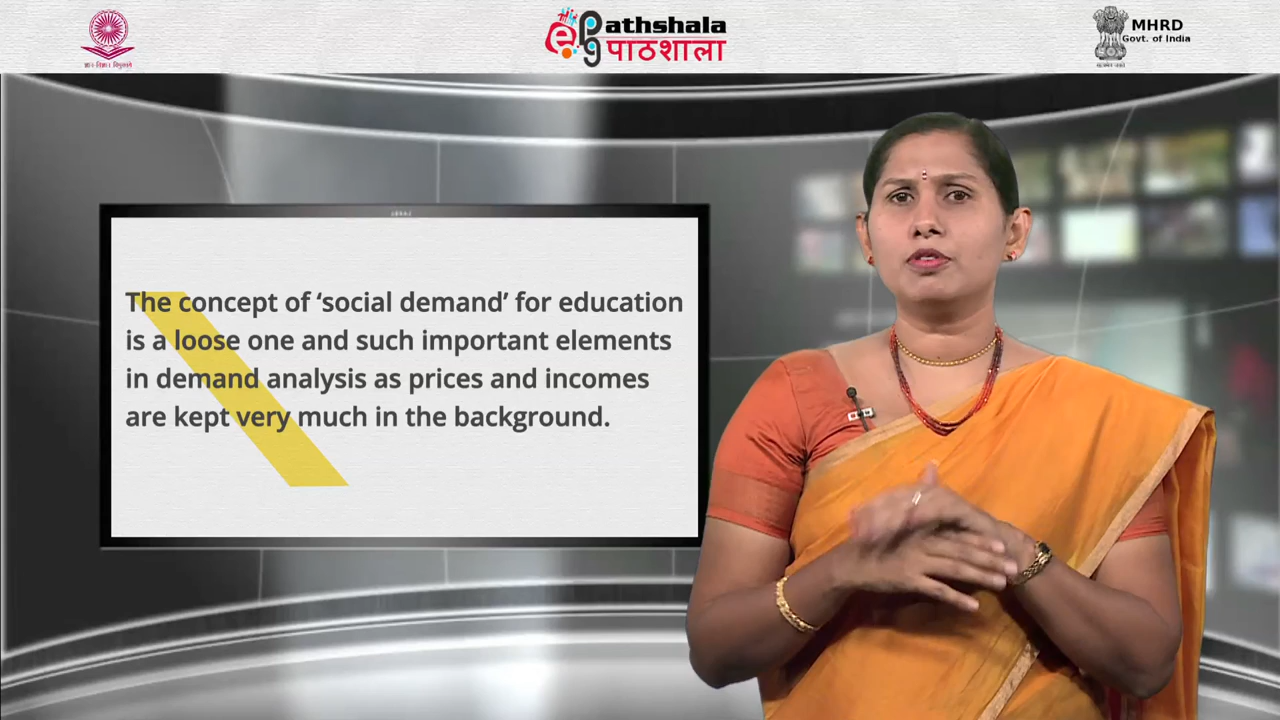 ePathshala
पाठशाला
MHRD
Govt. of India
The concept of ‘social demand’ for education
is a loose one and such important elements
in demand analysis as prices and incomes
are kept very much in the background.